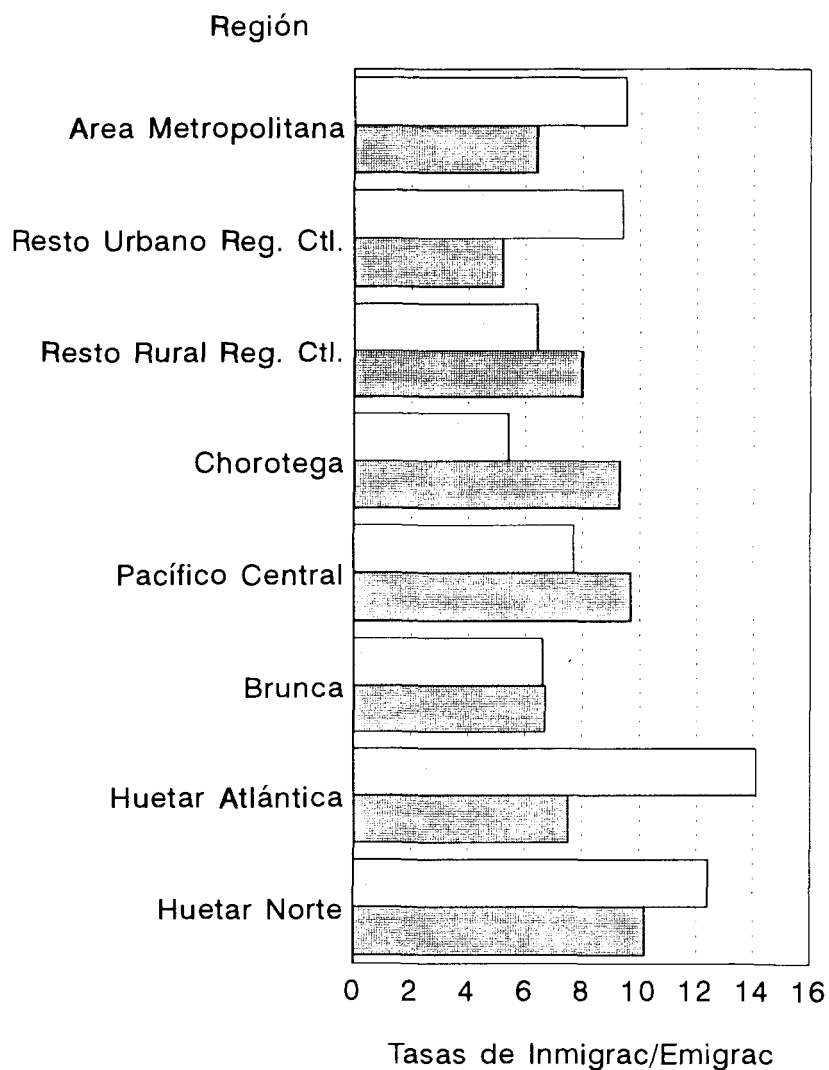 Región
Area Metropolitana
Resto Urbano Reg. Ctl.
Resto Rural Reg. Ctl.
Chorotega
Pacífico Central
Brunca
Huetar Atlántica
Huetar Norte
0 2 4 6 8 10 12 14 16
Tasas de Inmigrac/Emigrac